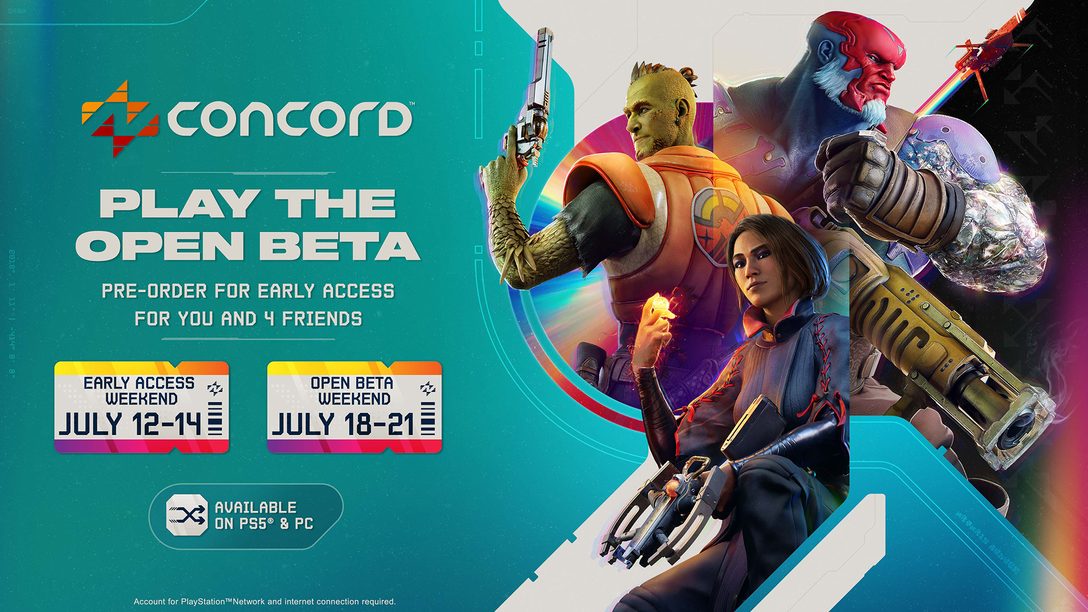 CONCORD™
PLAY THE
OPEN BETA
PRE-ORDER FOR EARLY ACCESS
FOR YOU AND 4 FRIENDS
EARLY ACCESS
WEEKEND
JULY 12-14
OPEN BETA
WEEKEND
JULY 18-21
AVAILABLE
ON PS5® & PC
Account for PlayStation™Network and internet connection required.